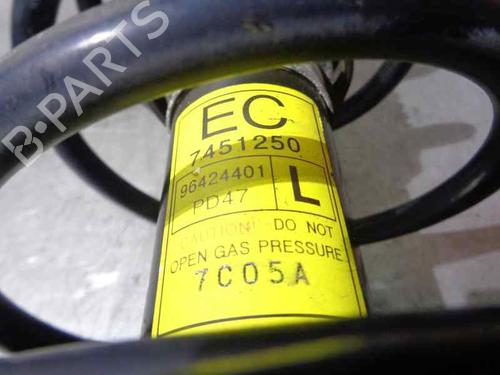 B-PARTS
EC
7451250
96424401
L
PD47
CAUTION! DO NOT
OPEN GAS PRESSURE
7C05A